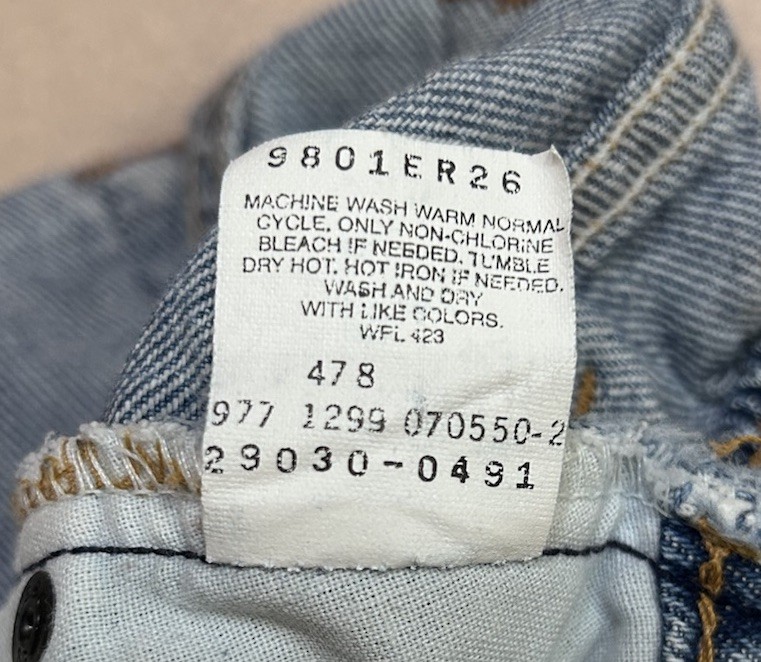 9801ER26
MACHINE WASH WARM NORMAL
CYCLE. ONLY NON-CHLORINE
BLEACH IF NEEDED. TUMBLE
DRY HOT. HOT IRON IF NEEDED.
WASH AND DRY
WITH LIKE COLORS.
WPL 423
478
977 1299 070550-2
29030-0491